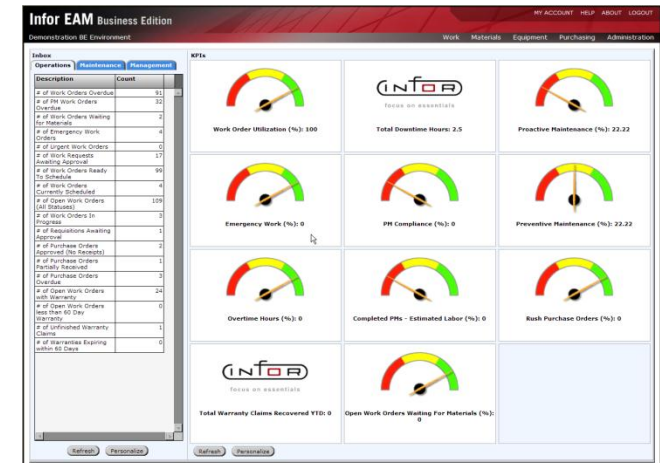 Infor EAM Business Edition
MY ACCOUNT HELP ABOUT LOGOUT
Demonstration BE Environment
Work Materials Equipment Purchasing Administration
Inbox
Operations Maintenance Management
Description Count
# of Work Orders Overdue 91
# of PM Work Orders
Overdue 32
# of Work Orders Waiting
for Materials 2
# of Emergency Work
Orders 4
# of Urgent Work Orders 0
# of Work Requests
Awaiting Approval 17
# of Work Orders Ready
To Schedule 99
# of Work Orders
Currently Scheduled 4
# of Open Work Orders
(All Statuses) 109
# of Work Orders In
Progress 3
# of Requisitions Awaiting
Approval 1
# of Purchase Orders
Approved (No Receipts) 2
# of Purchase Orders
Partially Received 1
# of Purchase Orders
Overdue 3
# of Open Work Orders
with Warranty 24
# of Open Work Orders
less than 60 Day
Warranty 0
# of Unfinished Warranty
Claims 1
# of Warranties Expiring
within 60 Days 0
Refresh Personalize
KPIs
Work Order Utilization (%): 100
infor
focus on essentials
Total Downtime Hours: 2.5
Proactive Maintenance (%): 22.22
Emergency Work (%): 0
PM Compliance (%): 0
Preventive Maintenance (%): 22.22
Overtime Hours (%): 0
Completed PMs - Estimated Labor (%): 0
Rush Purchase Orders (%): 0
infor
focus on essentials
Total Warranty Claims Recovered YTD: 0
Open Work Orders Waiting For Materials (%):
0
Refresh Personalize